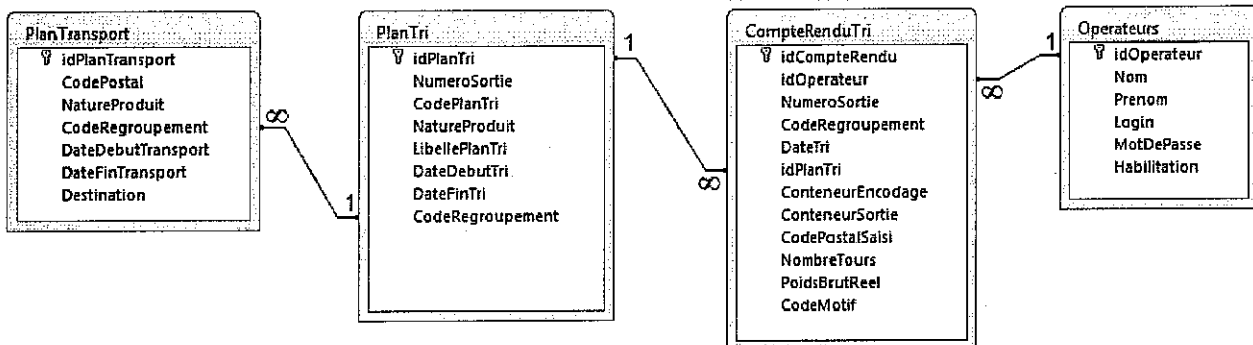 PlanTransport
idPlanTransport
CodePostal
NatureProduit
CodeRegroupement
DateDebutTransport
DateFinTransport
Destination
∞
1
PlanTri
idPlanTri
NumeroSortie
CodePlanTri
NatureProduit
LibellePlanTri
DateDebutTri
DateFinTri
CodeRegroupement
1
∞
CompteRenduTri
idCompteRendu
idOperateur
NumeroSortie
CodeRegroupement
DateTri
idPlanTri
ConteneurEncodage
ConteneurSortie
CodePostalSaisi
NombreTours
PoidsBrutReel
CodeMotif
∞
1
Operateurs
idOperateur
Nom
Prenom
Login
MotDePasse
Habilitation